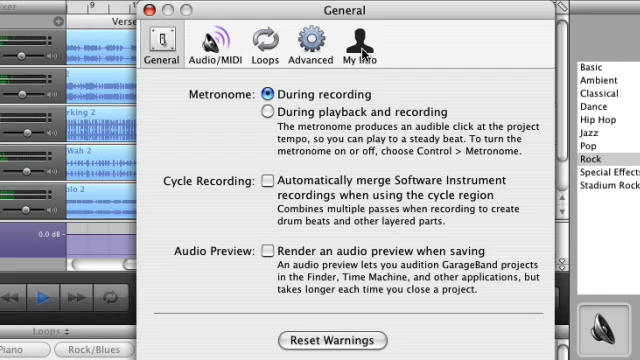 General
General
Audio/MIDI
Loops
Advanced
My Info
Metronome:
During recording
During playback and recording
The metronome produces an audible click at the project
tempo, so you can play to a steady beat. To turn the
metronome on or off, choose Control > Metronome.
Cycle Recording:
Automatically merge Software Instrument
recordings when using the cycle region
Combines multiple passes when recording to create
drum beats and other layered parts.
Audio Preview:
Render an audio preview when saving
An audio preview lets you audition GarageBand projects
in the Finder, Time Machine, and other applications, but
takes longer each time you close a project.
Reset Warnings
ixer
9
15
Verse
2
2
rking 2
Wah 2
olo 2
0.0 dB
Loops
Piano
Rock/Blues
Basic
Ambient
Classical
Dance
Hip Hop
Jazz
Pop
Rock
Special Effects
Stadium Rock